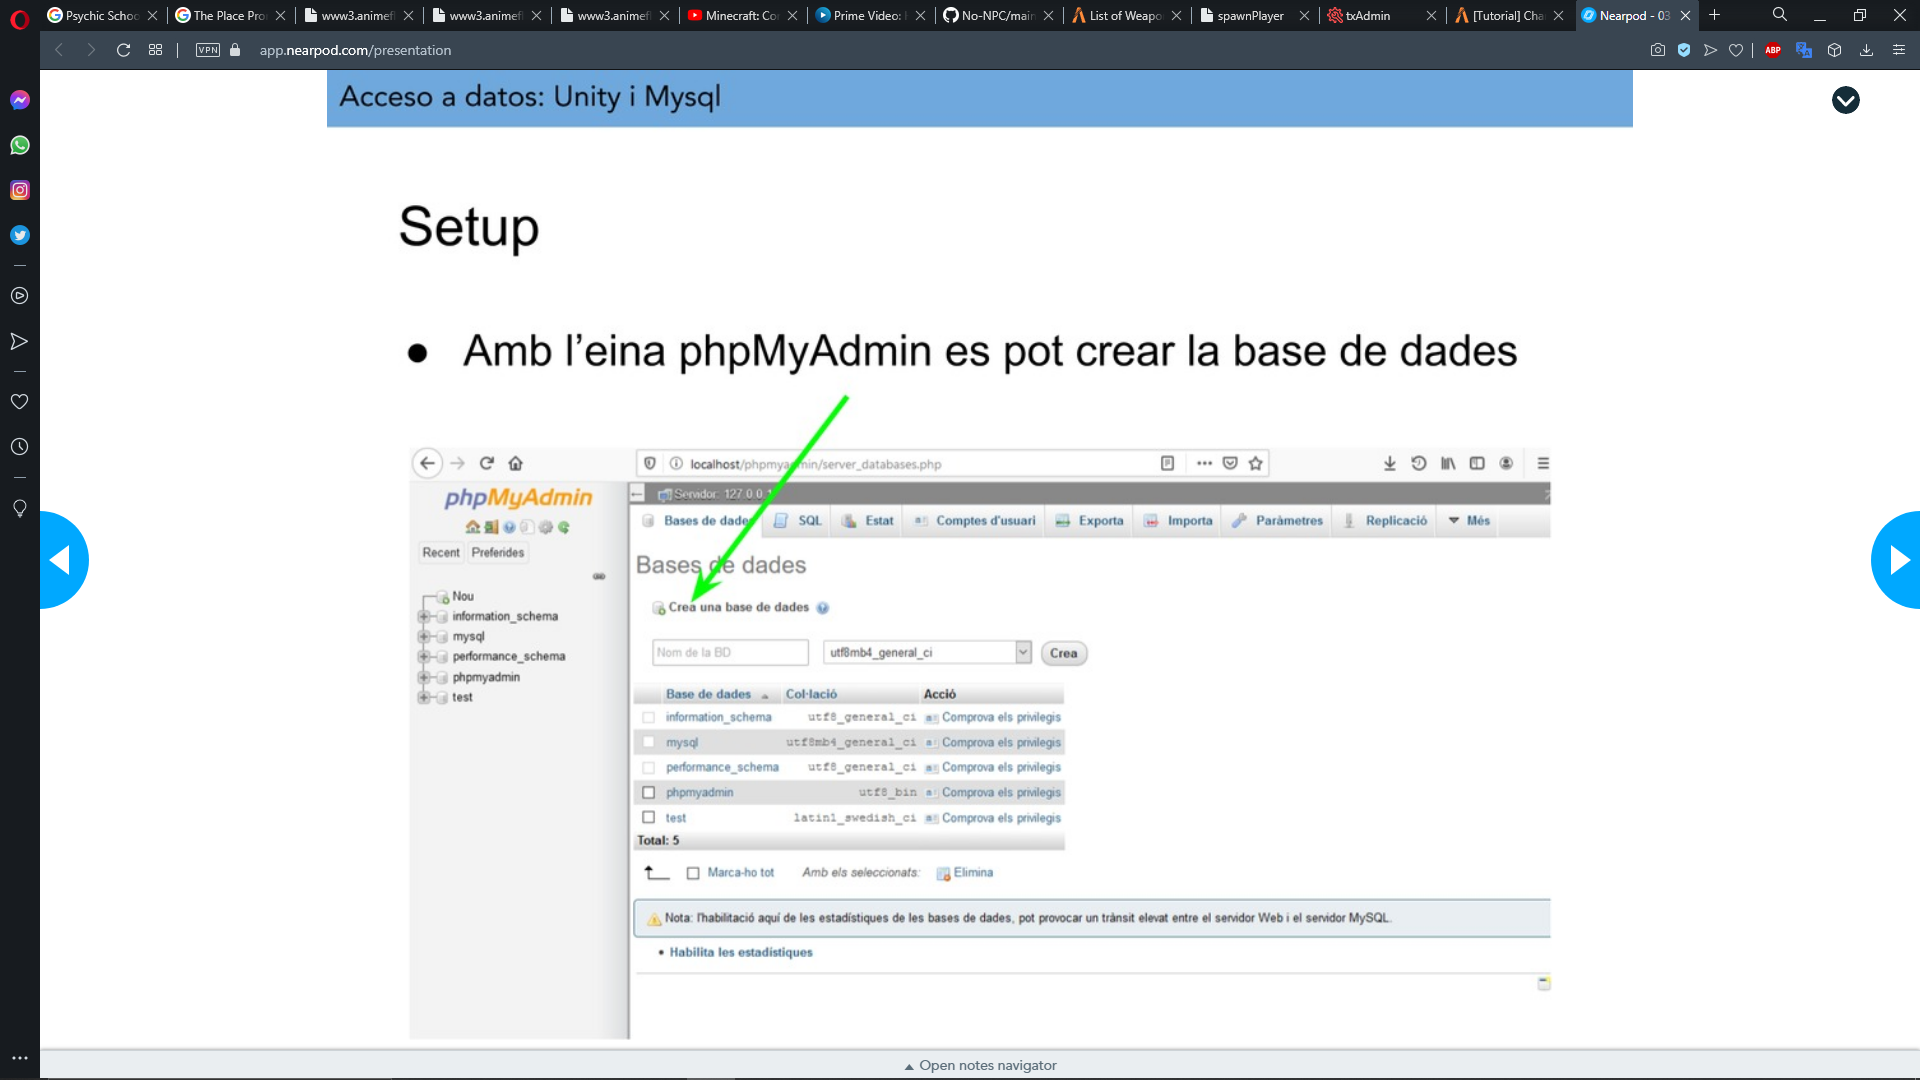 Psychic Schoo
The Place Pro
www3.animef
www3.animef
www3.animef
Minecraft: Co
Prime Video:
No-NPC/main
List of Weapo
spawnPlayer
txAdmin
[Tutorial] Cha
Nearpod - 03
VPN
app.nearpod.com/presentation
ABP
Acceso a datos: Unity i Mysql
Setup
● Amb l'eina phpMyAdmin es pot crear la base de dades
localhost/phpmyadmin/server_databases.php
phpMyAdmin
Servidor: 127.0.0.1
Bases de dades SQL Estat Comptes d'usuari Exporta Importa Paràmetres Replicació Més
Recent Preferides
Nou
information_schema
mysql
performance_schema
phpmyadmin
test
Bases de dades
Crea una base de dades
Nom de la BD utf8mb4_general_ci Crea
Base de dades Col·lació Acció
information_schema utf8_general_ci Comprova els privilegis
mysql utf8mb4_general_ci Comprova els privilegis
performance_schema utf8_general_ci Comprova els privilegis
phpmyadmin utf8_bin Comprova els privilegis
test latin1_swedish_ci Comprova els privilegis
Total: 5
Marca-ho tot Amb els seleccionats: Elimina
Nota: l'habilitació aquí de les estadístiques de les bases de dades, pot provocar un trànsit elevat entre el servidor Web i el servidor MySQL.
• Habilita les estadístiques
Open notes navigator